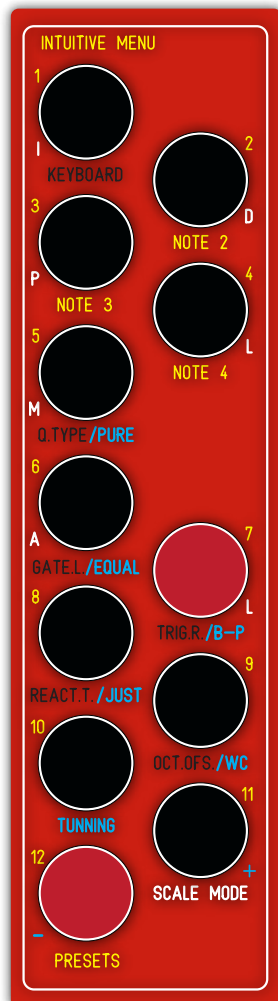 INTUITIVE MENU
1
I
KEYBOARD
2
D
NOTE 2
3
P
NOTE 3
4
L
NOTE 4
5
M
Q.TYPE/PURE
6
A
GATE.L./EQUAL
7
L
TRIG.R./B-P
8
REACT.T./JUST
9
OCT.OFS./WC
10
TUNNING
11
+
SCALE MODE
12
-
PRESETS